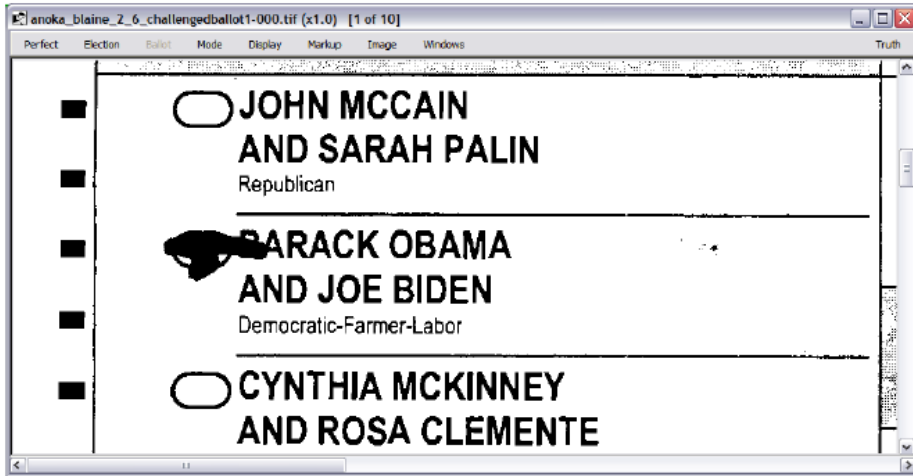 anoka_blaine_2_6_challengedballot1-000.tif (x1.0) [1 of 10]
Perfect Election Ballot Mode Display Markup Image Windows Truth
JOHN MCCAIN
AND SARAH PALIN
Republican
BARACK OBAMA
AND JOE BIDEN
Democratic-Farmer-Labor
CYNTHIA MCKINNEY
AND ROSA CLEMENTE